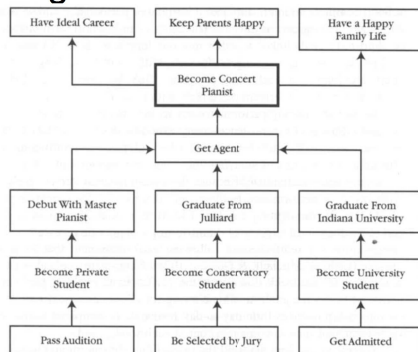 Have Ideal Career
Keep Parents Happy
Have a Happy
Family Life
Become Concert
Pianist
Get Agent
Debut With Master
Pianist
Graduate From
Julliard
Graduate From
Indiana University
Become Private
Student
Become Conservatory
Student
Become University
Student
Pass Audition
Be Selected by Jury
Get Admitted